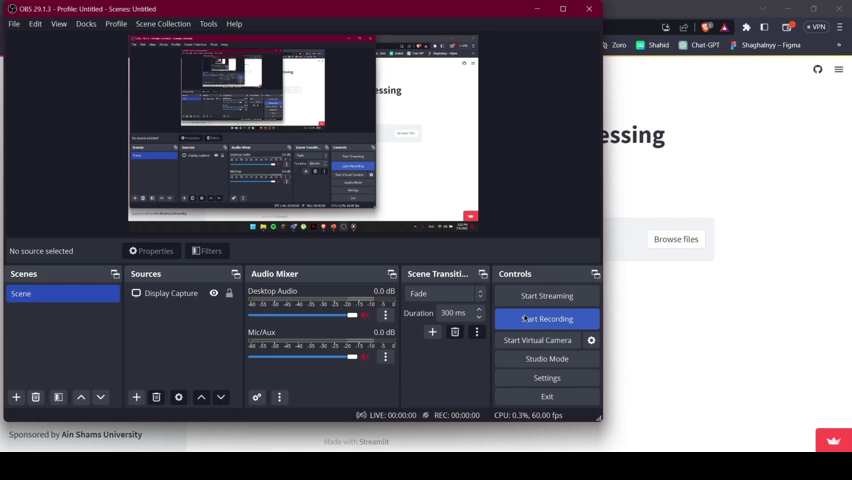 OBS 29.1.3 - Profile: Untitled - Scenes: Untitled
File Edit View Docks Profile Scene Collection Tools Help
VPN
Zoro Shahid Chat-GPT Shaghalnyy – Figma »
essing
Browse files
No source selected Properties Filters
Scenes Sources Audio Mixer Scene Transiti... Controls
Scene
Display Capture
Desktop Audio 0.0 dB
-60 -55 -50 -45 -40 -35 -30 -25 -20 -15 -10 -5 0
Mic/Aux 0.0 dB
-60 -55 -50 -45 -40 -35 -30 -25 -20 -15 -10 -5 0
Fade
Duration 300 ms
Start Streaming
Start Recording
Start Virtual Camera
Studio Mode
Settings
Exit
LIVE: 00:00:00 REC: 00:00:00 CPU: 0.3%, 60.00 fps
Sponsored by Ain Shams University
Made with Streamlit